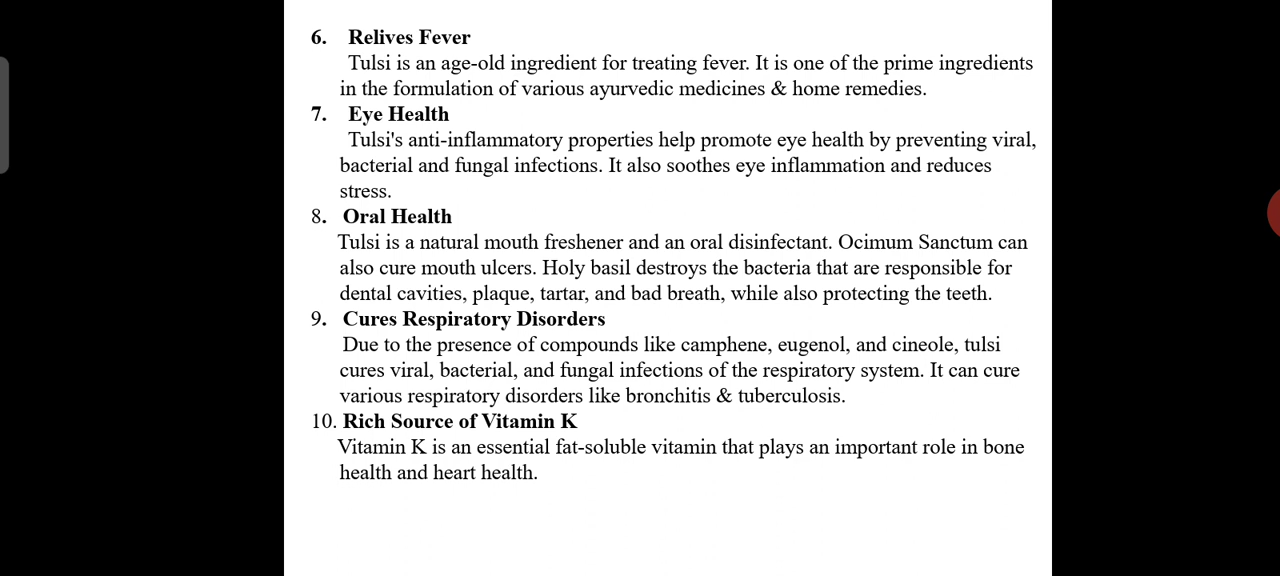 6. Relives Fever
Tulsi is an age-old ingredient for treating fever. It is one of the prime ingredients
in the formulation of various ayurvedic medicines & home remedies.
7. Eye Health
Tulsi's anti-inflammatory properties help promote eye health by preventing viral,
bacterial and fungal infections. It also soothes eye inflammation and reduces
stress.
8. Oral Health
Tulsi is a natural mouth freshener and an oral disinfectant. Ocimum Sanctum can
also cure mouth ulcers. Holy basil destroys the bacteria that are responsible for
dental cavities, plaque, tartar, and bad breath, while also protecting the teeth.
9. Cures Respiratory Disorders
Due to the presence of compounds like camphene, eugenol, and cineole, tulsi
cures viral, bacterial, and fungal infections of the respiratory system. It can cure
various respiratory disorders like bronchitis & tuberculosis.
10. Rich Source of Vitamin K
Vitamin K is an essential fat-soluble vitamin that plays an important role in bone
health and heart health.